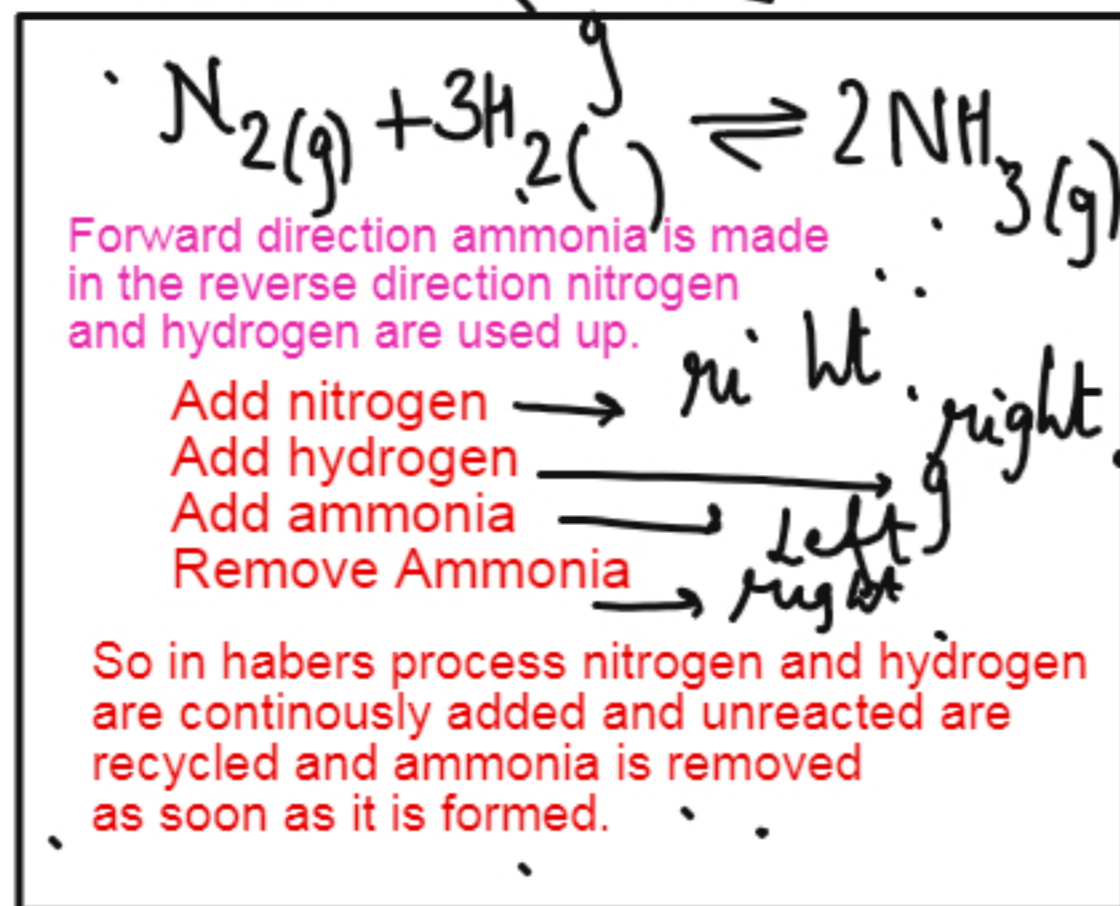 N2(g) + 3H2(g) ⇌ 2NH3(g)
Forward direction ammonia is made
in the reverse direction nitrogen
and hydrogen are used up.
Add nitrogen → ri ht
Add hydrogen → right.
Add ammonia → Left
Remove Ammonia → right
So in habers process nitrogen and hydrogen
are continously added and unreacted are
recycled and ammonia is removed
as soon as it is formed.